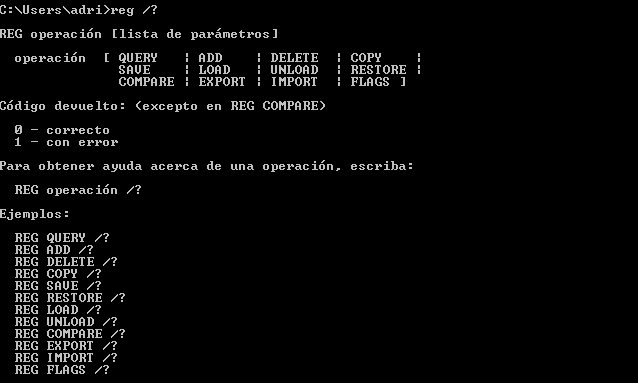 C:\Users\adri>reg /?
REG operación [lista de parámetros]
operación [ QUERY ¦ ADD ¦ DELETE ¦ COPY ¦
SAVE ¦ LOAD ¦ UNLOAD ¦ RESTORE ¦
COMPARE ¦ EXPORT ¦ IMPORT ¦ FLAGS ]
Código devuelto: (excepto en REG COMPARE)
0 - correcto
1 - con error
Para obtener ayuda acerca de una operación, escriba:
REG operación /?
Ejemplos:
REG QUERY /?
REG ADD /?
REG DELETE /?
REG COPY /?
REG SAVE /?
REG RESTORE /?
REG LOAD /?
REG UNLOAD /?
REG COMPARE /?
REG EXPORT /?
REG IMPORT /?
REG FLAGS /?